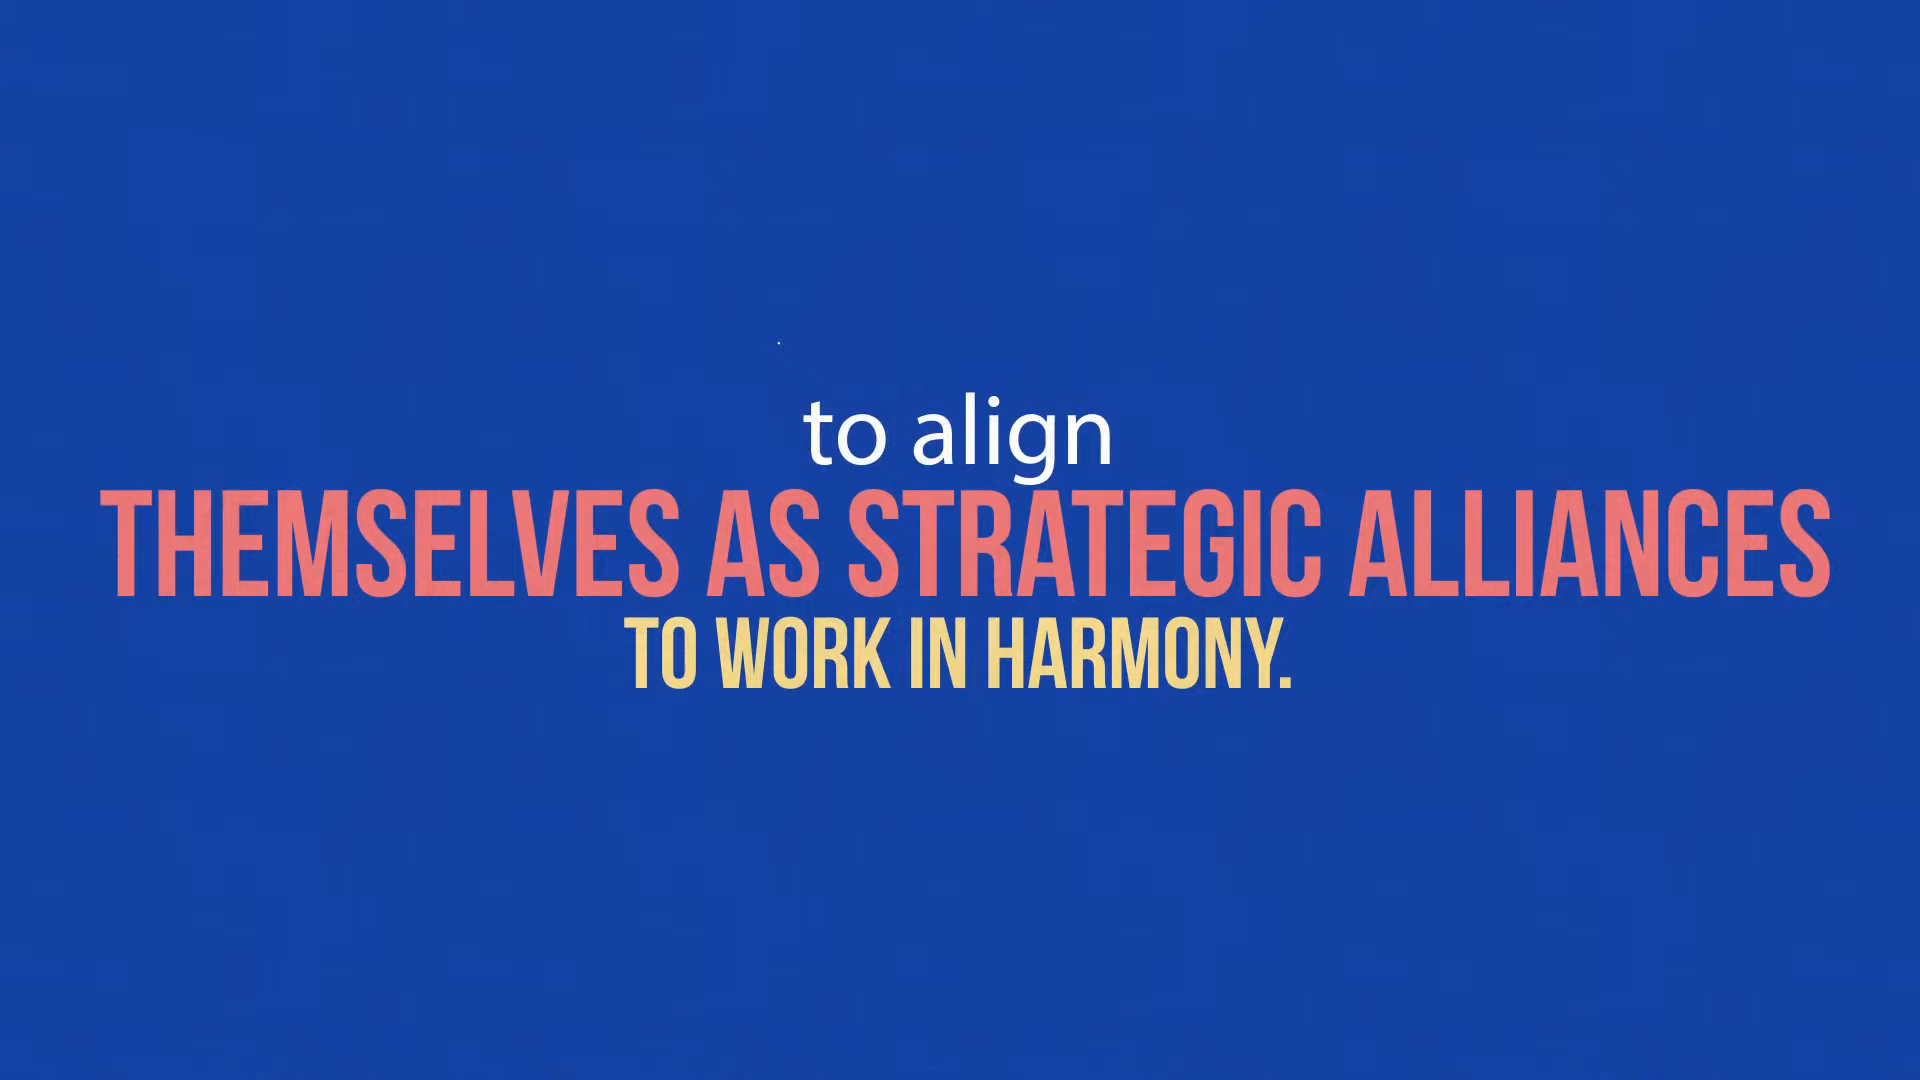 to align
THEMSELVES AS STRATEGIC ALLIANCES
TO WORK IN HARMONY.